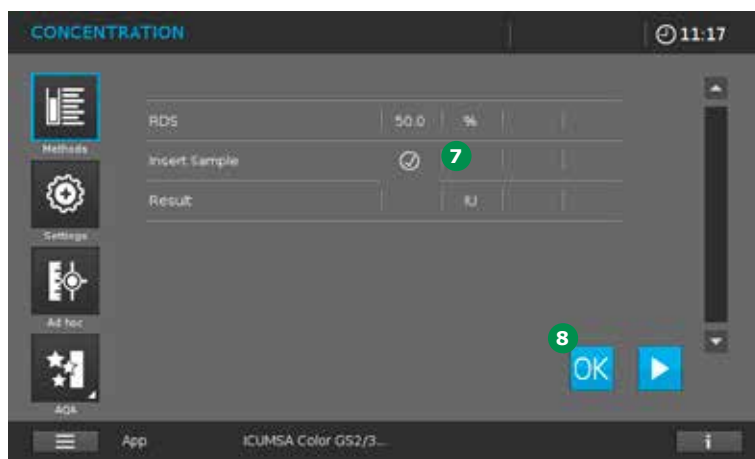 CONCENTRATION 11:17
Methods
RDS 50.0 %
Insert Sample 7
Settings
Result IU
Ad hoc
8
OK
AQA
App ICUMSA Color GS2/3...
i